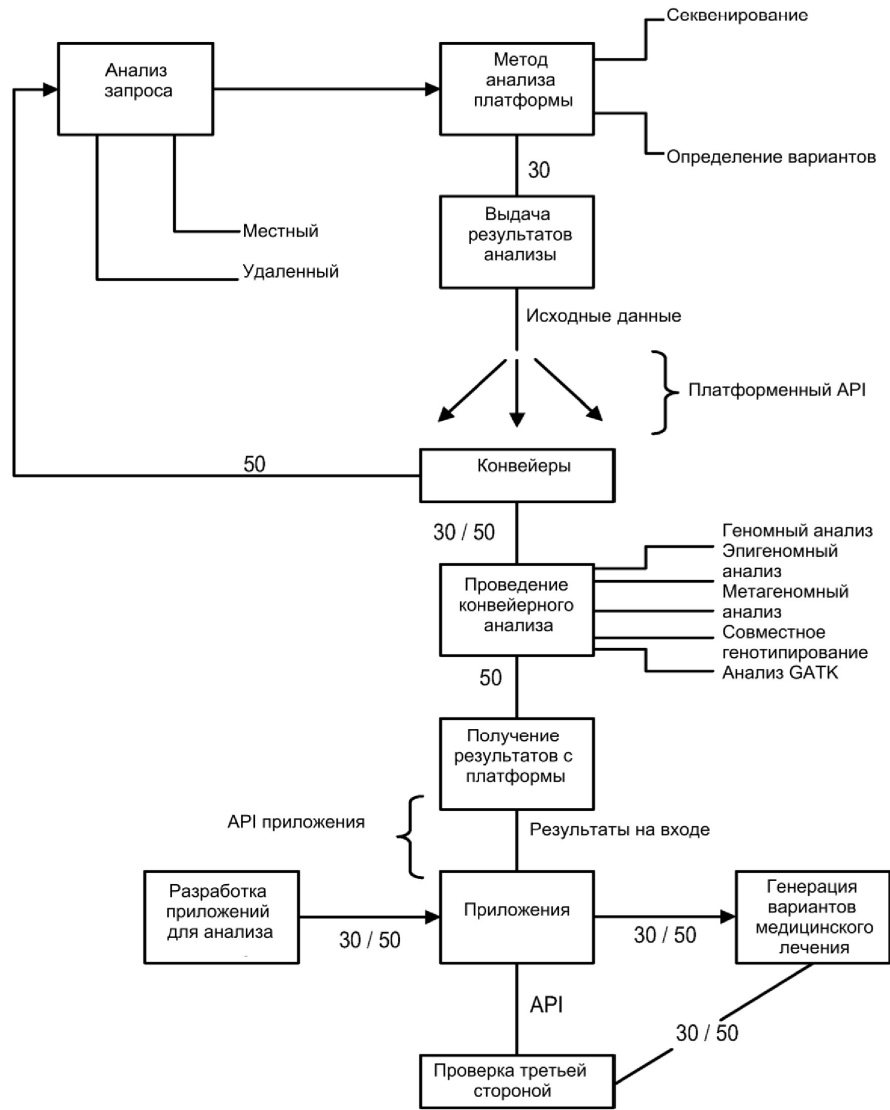 Секвенирование
Анализ
запроса
Метод
анализа
платформы
Определение вариантов
30
Местный
Удаленный
Выдача
результатов
анализы
Исходные данные
Платформенный API
50
Конвейеры
30 / 50
Проведение
конвейерного
анализа
Геномный анализ
Эпигеномный
анализ
Метагеномный
анализ
Совместное
генотипирование
Анализ GATK
50
Получение
результатов с
платформы
API приложения
Результаты на входе
Разработка
приложений
для анализа
30 / 50
Приложения
30 / 50
Генерация
вариантов
медицинского
лечения
API
30 / 50
Проверка третьей
стороной